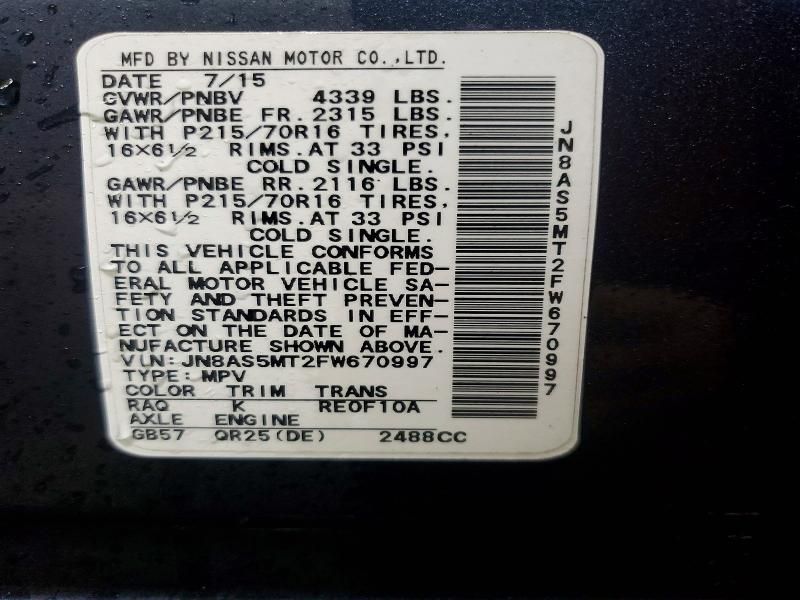 MFD BY NISSAN MOTOR CO.,LTD.
DATE 7/15
GVWR/PNBV 4339 LBS.
GAWR/PNBE FR. 2315 LBS.
WITH P215/70R16 TIRES,
16×6½ RIMS.AT 33 PSI
COLD SINGLE.
GAWR/PNBE RR. 2116 LBS.
WITH P215/70R16 TIRES,
16×6½ RIMS.AT 33 PSI
COLD SINGLE.
THIS VEHICLE CONFORMS
TO ALL APPLICABLE FED-
ERAL MOTOR VEHICLE SA-
FETY AND THEFT PREVEN-
TION STANDARDS IN EFF-
ECT ON THE DATE OF MA-
NUFACTURE SHOWN ABOVE.
VIN:JN8AS5MT2FW670997
TYPE:MPV
COLOR TRIM TRANS
RAQ K RE0F10A
AXLE ENGINE
GB57 QR25(DE) 2488CC
JN8AS5MT2FW670997